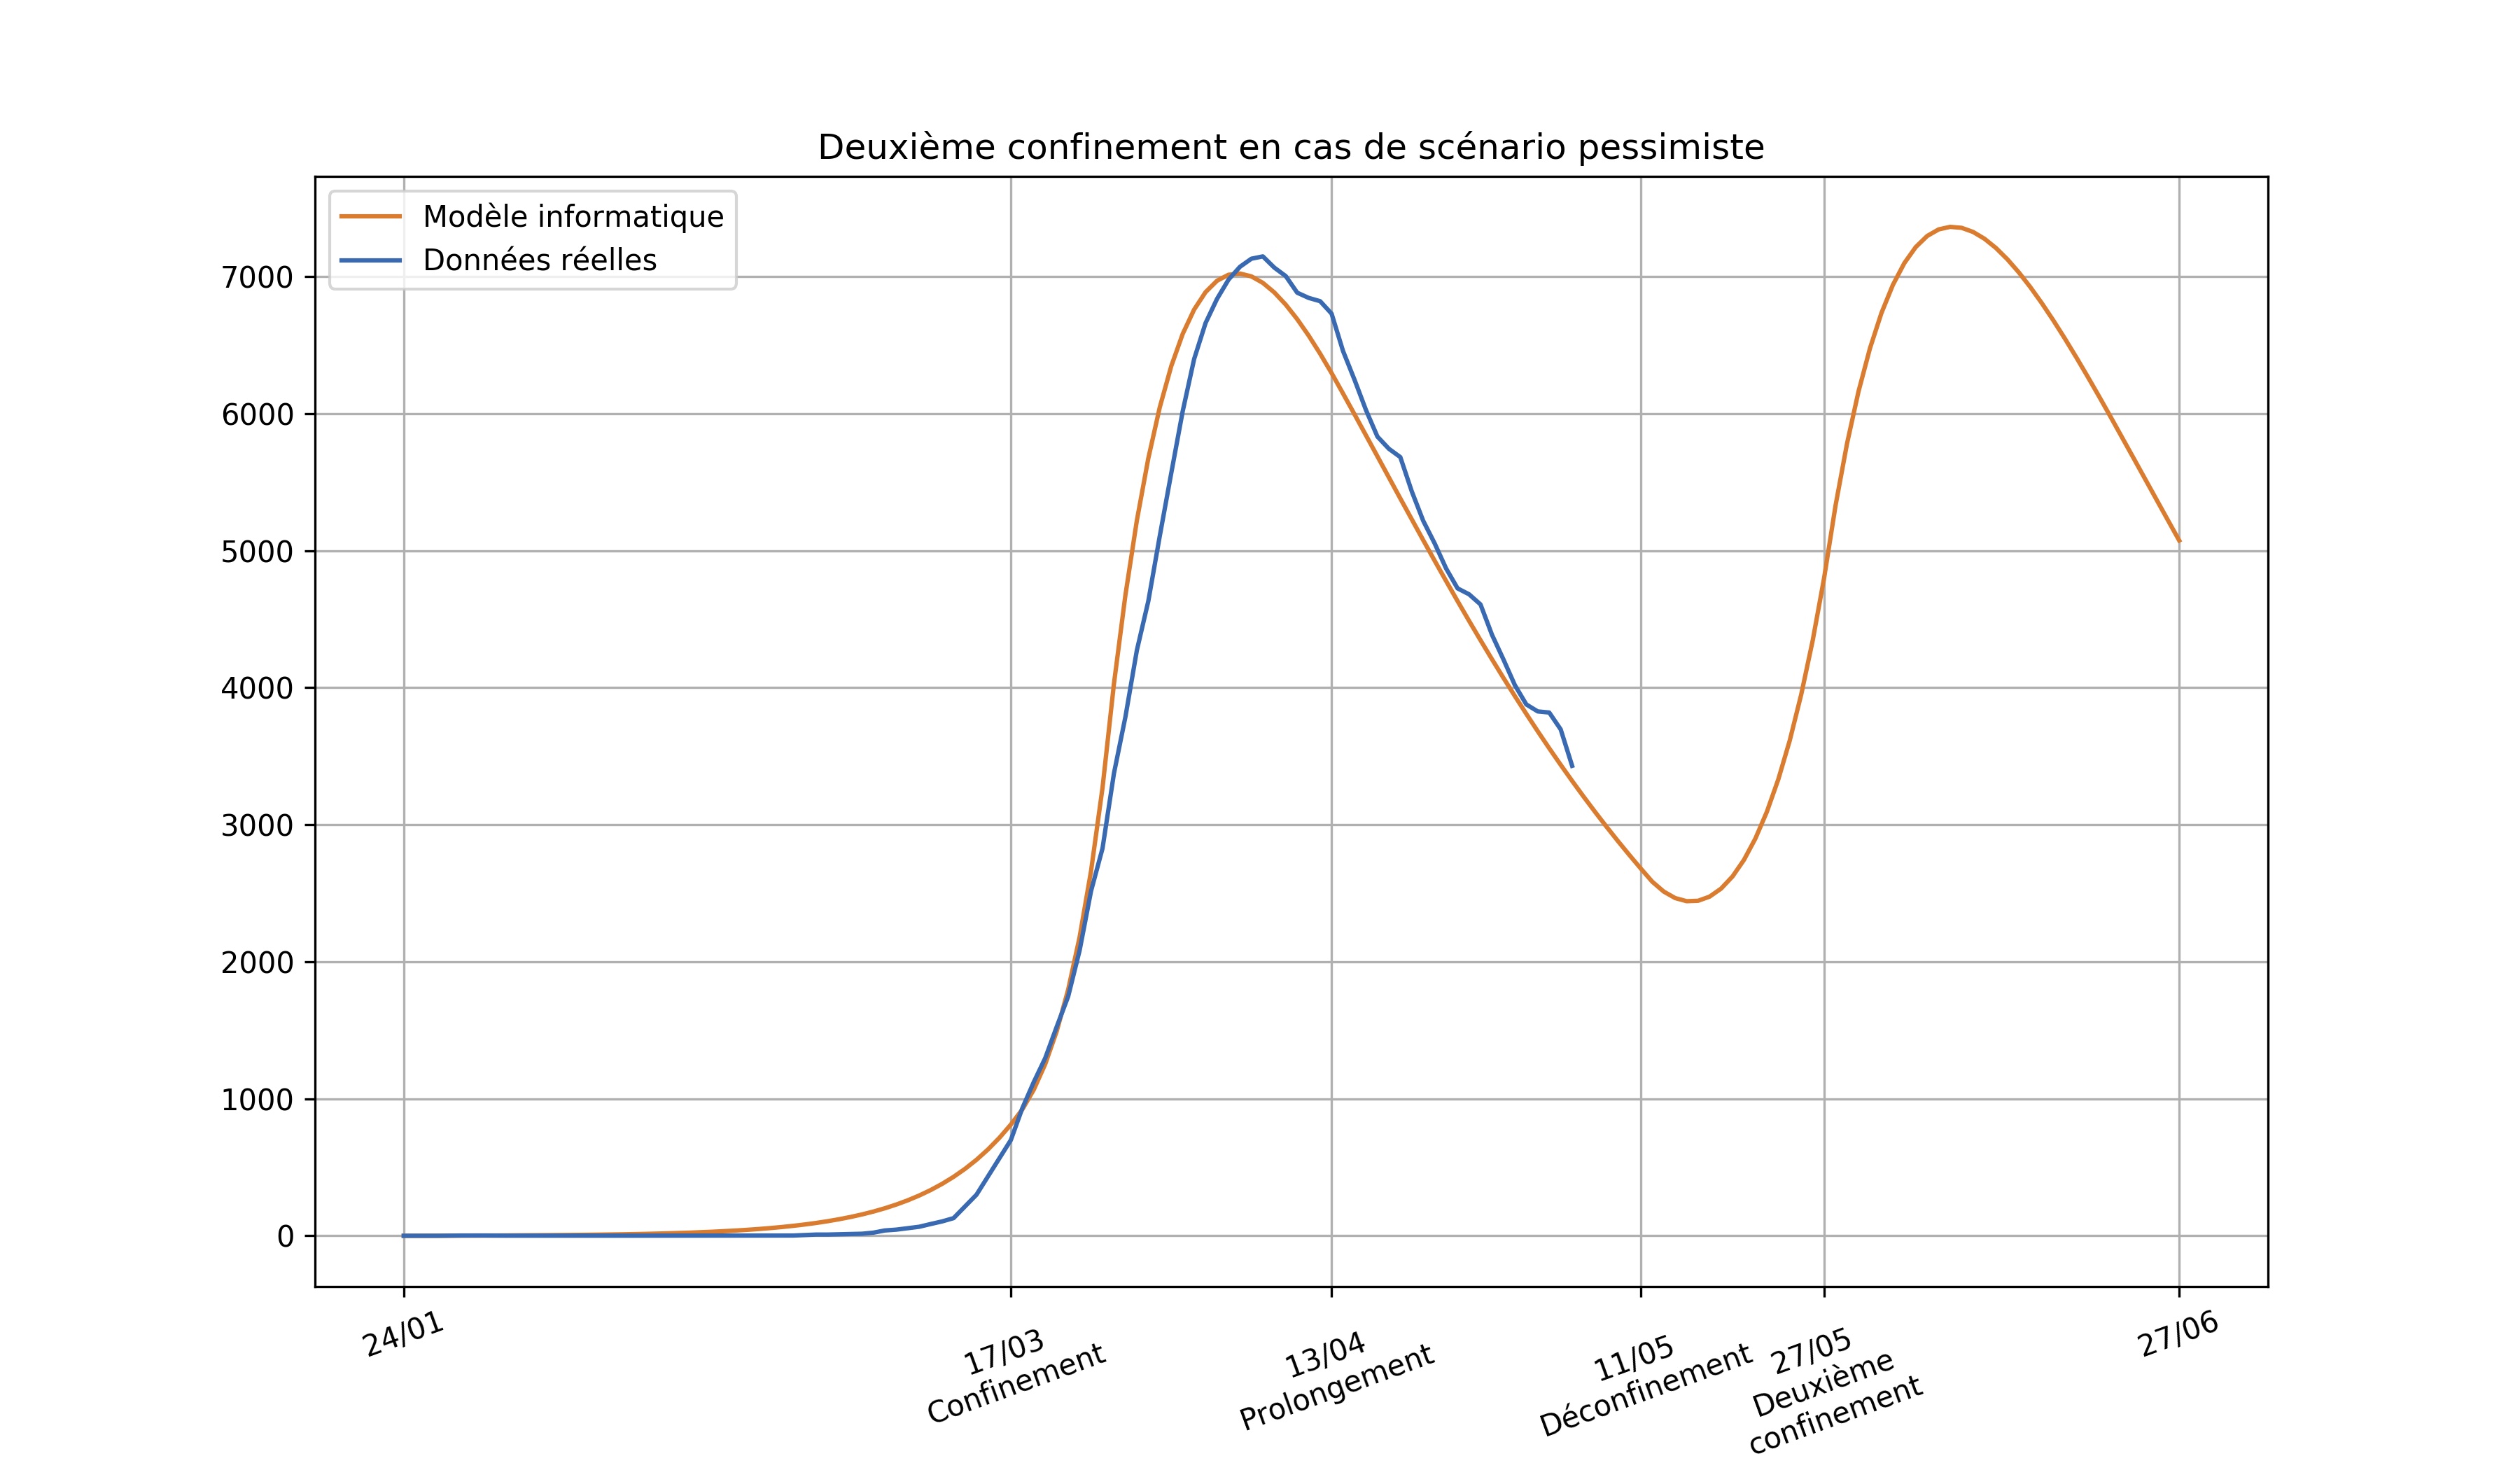 Deuxième confinement en cas de scénario pessimiste
Modèle informatique
Données réelles
7000
6000
5000
4000
3000
2000
1000
0
24/01
17/03
Confinement
13/04
Prolongement
11/05
Déconfinement
27/05
Deuxième
confinement
27/06